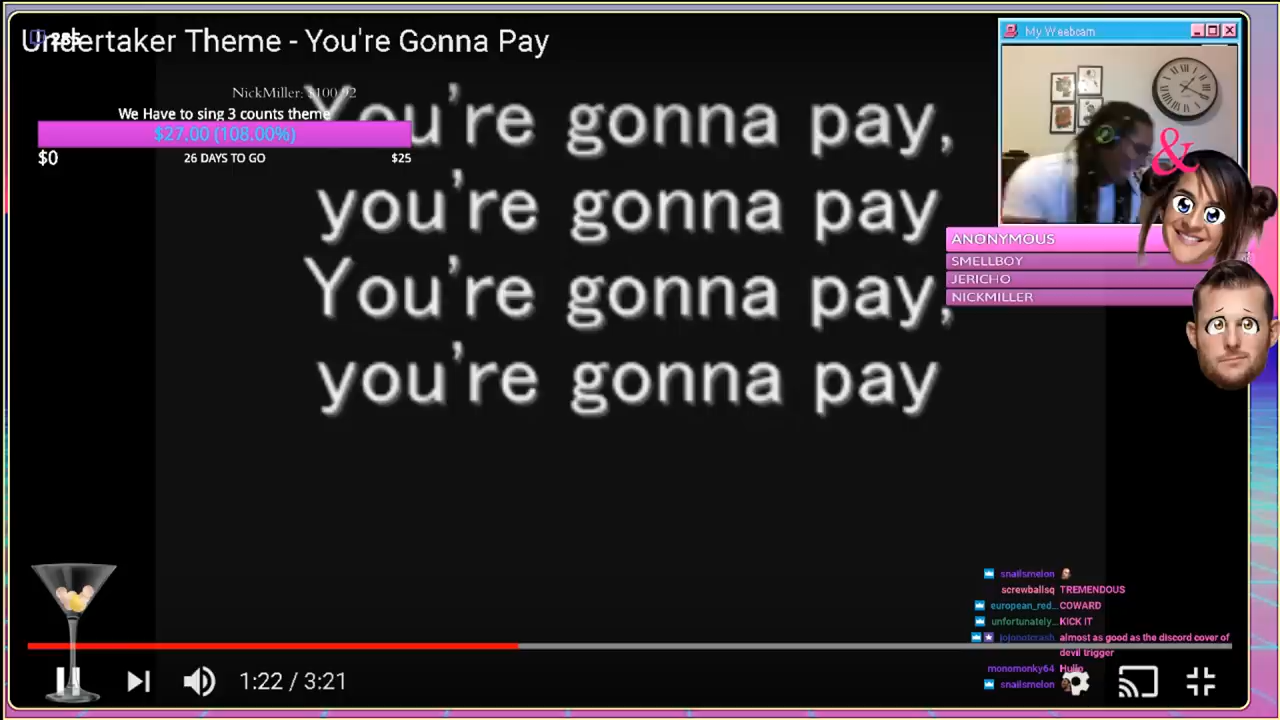 Undertaker Theme - You're Gonna Pay
285
NickMiller: $100.92
We Have to sing 3 counts theme
$27.00 (108.00%)
$0
26 DAYS TO GO
$25
You're gonna pay,
you're gonna pay
You're gonna pay,
you're gonna pay
My Weebcam
&
ANONYMOUS
SMELLBOY
JERICHO
NICKMILLER
snailsmelon
screwballsq TREMENDOUS
european_red... COWARD
unfortunately... KICK IT
jojonotcrash almost as good as the discord cover of
devil trigger
monomonky64 Hullo
snailsmelon
1:22 / 3:21